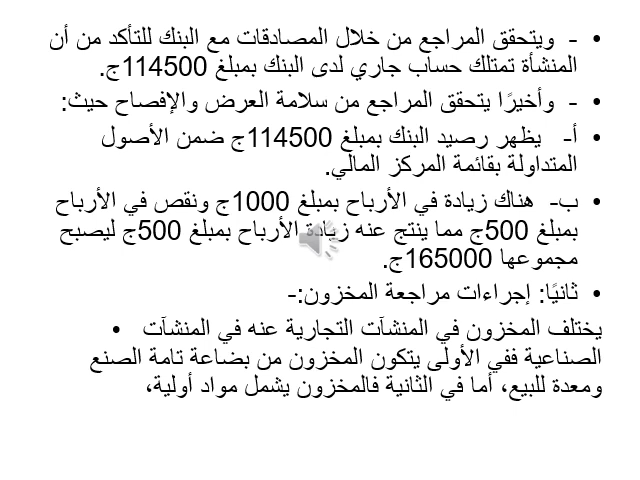 • - ويتحقق المراجع من خلال المصادقات مع البنك للتأكد من أن
المنشأة تمتلك حساب جاري لدى البنك بمبلغ 114500ج.
• - وأخيرًا يتحقق المراجع من سلامة العرض والإفصاح حيث:
• أ- يظهر رصيد البنك بمبلغ 114500ج ضمن الأصول
المتداولة بقائمة المركز المالي.
• ب- هناك زيادة في الأرباح بمبلغ 1000ج ونقص في الأرباح
بمبلغ 500ج مما ينتج عنه زيادة الأرباح بمبلغ 500ج ليصبح
مجموعها 165000ج.
• ثانيًا: إجراءات مراجعة المخزون:-
يختلف المخزون في المنشآت التجارية عنه في المنشآت •
الصناعية ففي الأولى يتكون المخزون من بضاعة تامة الصنع
ومعدة للبيع، أما في الثانية فالمخزون يشمل مواد أولية،